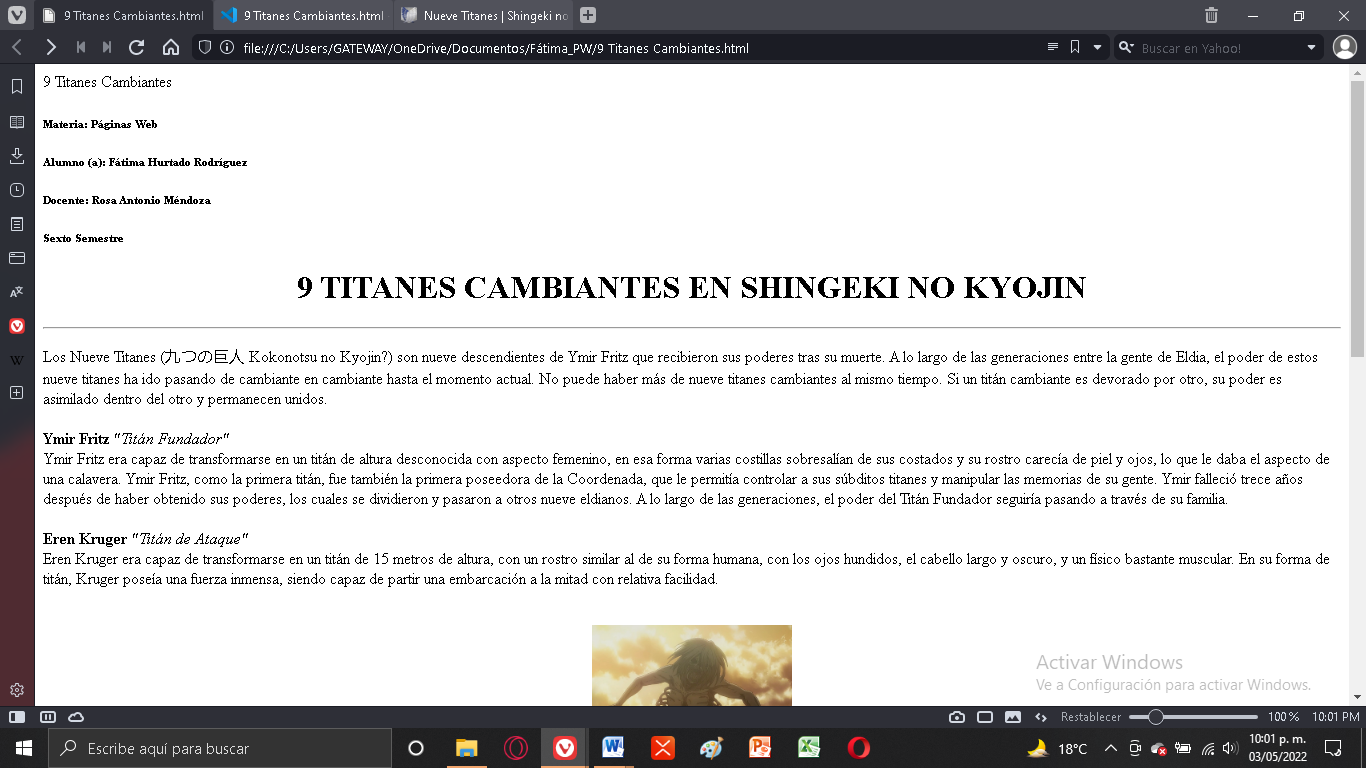 9 Titanes Cambiantes.html
9 Titanes Cambiantes.html
Nueve Titanes | Shingeki no
file:///C:/Users/GATEWAY/OneDrive/Documentos/Fátima_PW/9 Titanes Cambiantes.html
Buscar en Yahoo!
9 Titanes Cambiantes
Materia: Páginas Web
Alumno (a): Fátima Hurtado Rodríguez
Docente: Rosa Antonio Méndoza
Sexto Semestre
9 TITANES CAMBIANTES EN SHINGEKI NO KYOJIN
Los Nueve Titanes (九つの巨人 Kokonotsu no Kyojin?) son nueve descendientes de Ymir Fritz que recibieron sus poderes tras su muerte. A lo largo de las generaciones entre la gente de Eldia, el poder de estos
nueve titanes ha ido pasando de cambiante en cambiante hasta el momento actual. No puede haber más de nueve titanes cambiantes al mismo tiempo. Si un titán cambiante es devorado por otro, su poder es
asimilado dentro del otro y permanecen unidos.
Ymir Fritz "Titán Fundador"
Ymir Fritz era capaz de transformarse en un titán de altura desconocida con aspecto femenino, en esa forma varias costillas sobresalían de sus costados y su rostro carecía de piel y ojos, lo que le daba el aspecto de
una calavera. Ymir Fritz, como la primera titán, fue también la primera poseedora de la Coordenada, que le permitía controlar a sus súbditos titanes y manipular las memorias de su gente. Ymir falleció trece años
después de haber obtenido sus poderes, los cuales se dividieron y pasaron a otros nueve eldianos. A lo largo de las generaciones, el poder del Titán Fundador seguiría pasando a través de su familia.
Eren Kruger "Titán de Ataque"
Eren Kruger era capaz de transformarse en un titán de 15 metros de altura, con un rostro similar al de su forma humana, con los ojos hundidos, el cabello largo y oscuro, y un físico bastante muscular. En su forma de
titán, Kruger poseía una fuerza inmensa, siendo capaz de partir una embarcación a la mitad con relativa facilidad.
Activar Windows
Ve a Configuración para activar Windows.
Restablecer
100 %
10:01 PM
Escribe aquí para buscar
18°C
10:01 p. m.
03/05/2022